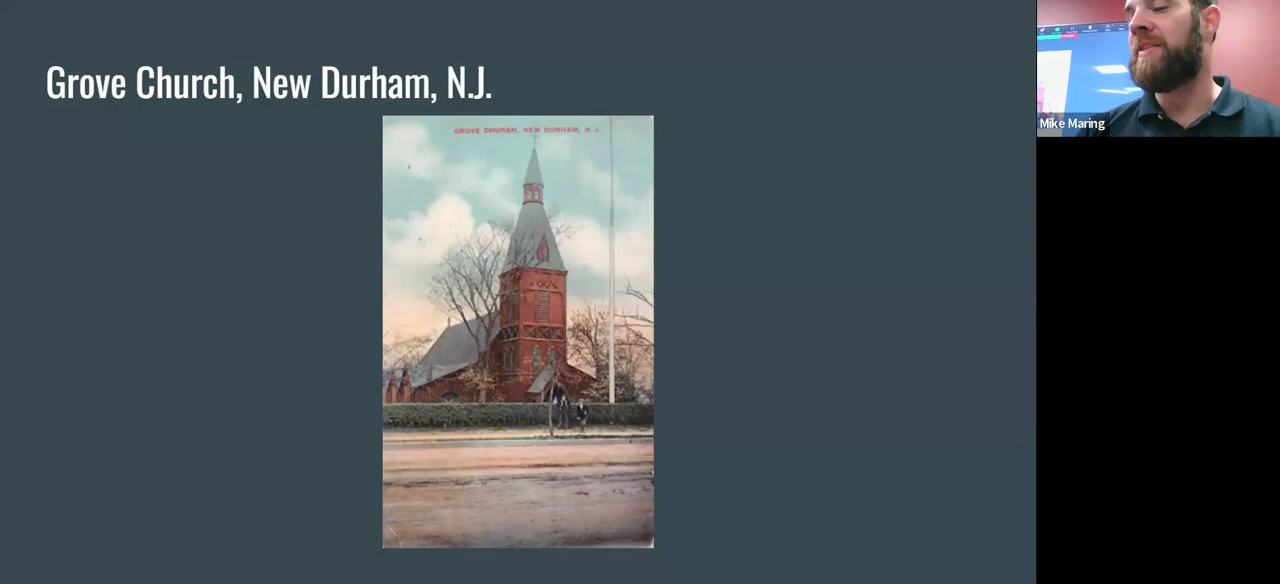 Grove Church, New Durham, N.J.
GROVE CHURCH, NEW DURHAM, N. J.
Mike Maring